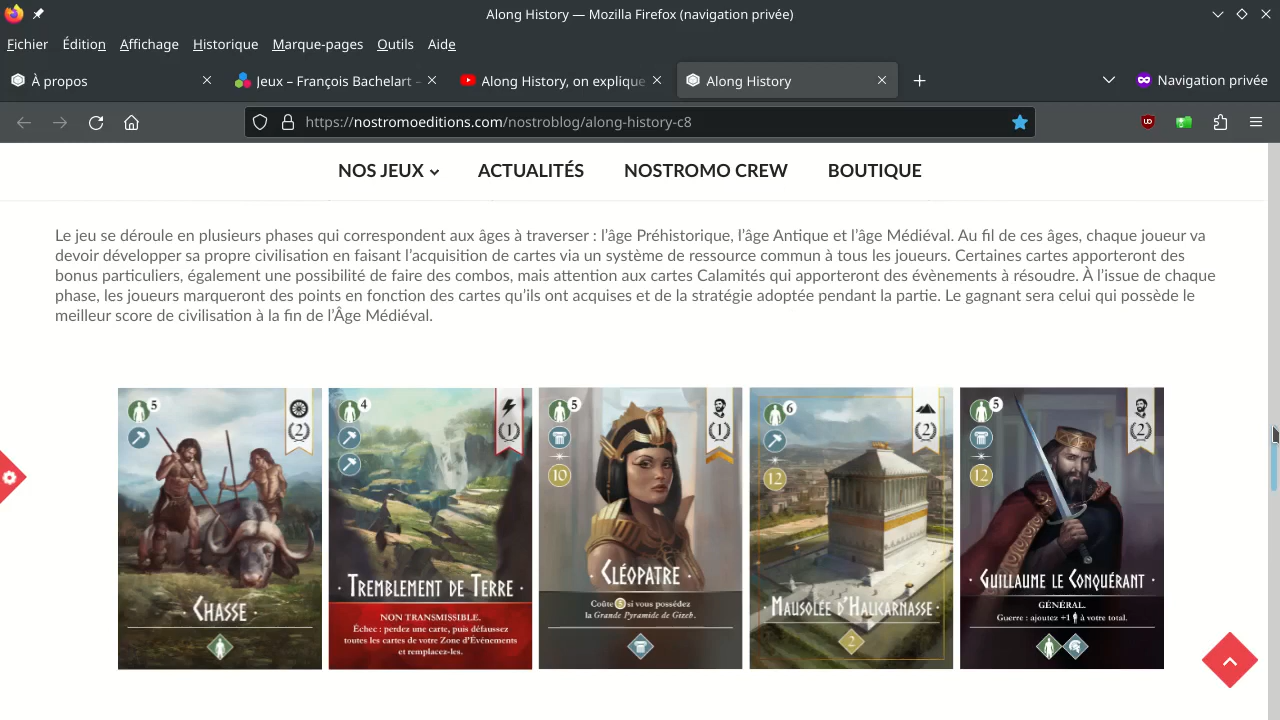 Along History — Mozilla Firefox (navigation privée)
Fichier Édition Affichage Historique Marque-pages Outils Aide
À propos
Jeux – François Bachelart –
Along History, on explique
Along History
Navigation privée
https://nostromoeditions.com/nostroblog/along-history-c8
NOS JEUX ACTUALITÉS NOSTROMO CREW BOUTIQUE
Le jeu se déroule en plusieurs phases qui correspondent aux âges à traverser : l'âge Préhistorique, l'âge Antique et l'âge Médiéval. Au fil de ces âges, chaque joueur va
devoir développer sa propre civilisation en faisant l'acquisition de cartes via un système de ressource commun à tous les joueurs. Certaines cartes apporteront des
bonus particuliers, également une possibilité de faire des combos, mais attention aux cartes Calamités qui apporteront des évènements à résoudre. À l'issue de chaque
phase, les joueurs marqueront des points en fonction des cartes qu'ils ont acquises et de la stratégie adoptée pendant la partie. Le gagnant sera celui qui possède le
meilleur score de civilisation à la fin de l'Âge Médiéval.
5
2
· CHASSE ·
4
1
· TREMBLEMENT DE TERRE ·
NON TRANSMISSIBLE.
Échec : perdez une carte, puis défaussez
toutes les cartes de votre Zone d'Événements
et remplacez-les.
5
1
10
· CLÉOPATRE ·
Coûte 5 si vous possédez
la Grande Pyramide de Gizeh.
6
2
12
· MAUSOLÉE D'HALICARNASSE ·
2
5
2
12
· GUILLAUME LE CONQUÉRANT ·
GÉNÉRAL.
Guerre : ajoutez +1 à votre total.